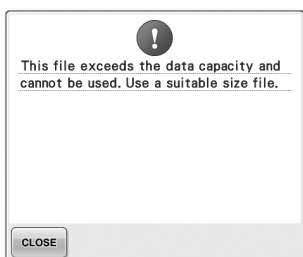 This file exceeds the data capacity and
cannot be used. Use a suitable size file.
CLOSE